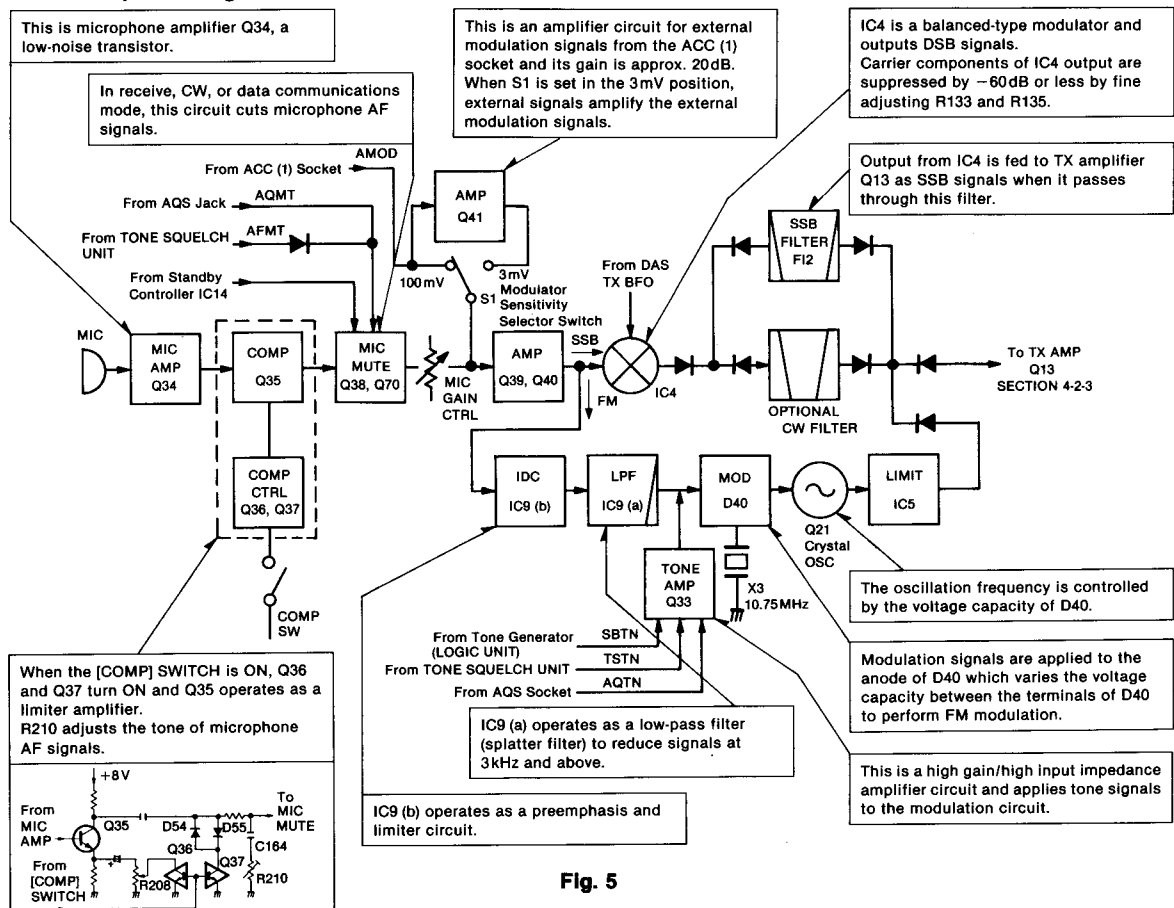 This is microphone amplifier Q34, a
low-noise transistor.
In receive, CW, or data communications
mode, this circuit cuts microphone AF
signals.
This is an amplifier circuit for external
modulation signals from the ACC (1)
socket and its gain is approx. 20dB.
When S1 is set in the 3mV position,
external signals amplify the external
modulation signals.
IC4 is a balanced-type modulator and
outputs DSB signals.
Carrier components of IC4 output are
suppressed by −60dB or less by fine
adjusting R133 and R135.
Output from IC4 is fed to TX amplifier
Q13 as SSB signals when it passes
through this filter.
From ACC (1) Socket
AMOD
From AQS Jack
AQMT
From TONE SQUELCH
UNIT
AFMT
From Standby
Controller IC14
AMP
Q41
100mV
3mV
Modulator
Sensitivity
Selector Switch
S1
From DAS
TX BFO
SSB
FILTER
FI2
MIC
MIC
AMP
Q34
COMP
Q35
MIC
MUTE
Q38, Q70
MIC
GAIN
CTRL
AMP
Q39, Q40
SSB
FM
IC4
OPTIONAL
CW FILTER
To TX AMP
Q13
SECTION 4-2-3
COMP
CTRL
Q36, Q37
COMP
SW
IDC
IC9 (b)
LPF
IC9 (a)
MOD
D40
Q21
Crystal
OSC
LIMIT
IC5
TONE
AMP
Q33
X3
10.75MHz
From Tone Generator
(LOGIC UNIT)
SBTN
From TONE SQUELCH UNIT
TSTN
From AQS Socket
AQTN
The oscillation frequency is controlled
by the voltage capacity of D40.
Modulation signals are applied to the
anode of D40 which varies the voltage
capacity between the terminals of D40
to perform FM modulation.
This is a high gain/high input impedance
amplifier circuit and applies tone signals
to the modulation circuit.
IC9 (a) operates as a low-pass filter
(splatter filter) to reduce signals at
3kHz and above.
IC9 (b) operates as a preemphasis and
limiter circuit.
When the [COMP] SWITCH is ON, Q36
and Q37 turn ON and Q35 operates as a
limiter amplifier.
R210 adjusts the tone of microphone
AF signals.
+8V
From
MIC
AMP
Q35
D54
D55
To
MIC
MUTE
Q36
Q37
C164
From
[COMP]
SWITCH
+
R208
R210
Fig. 5